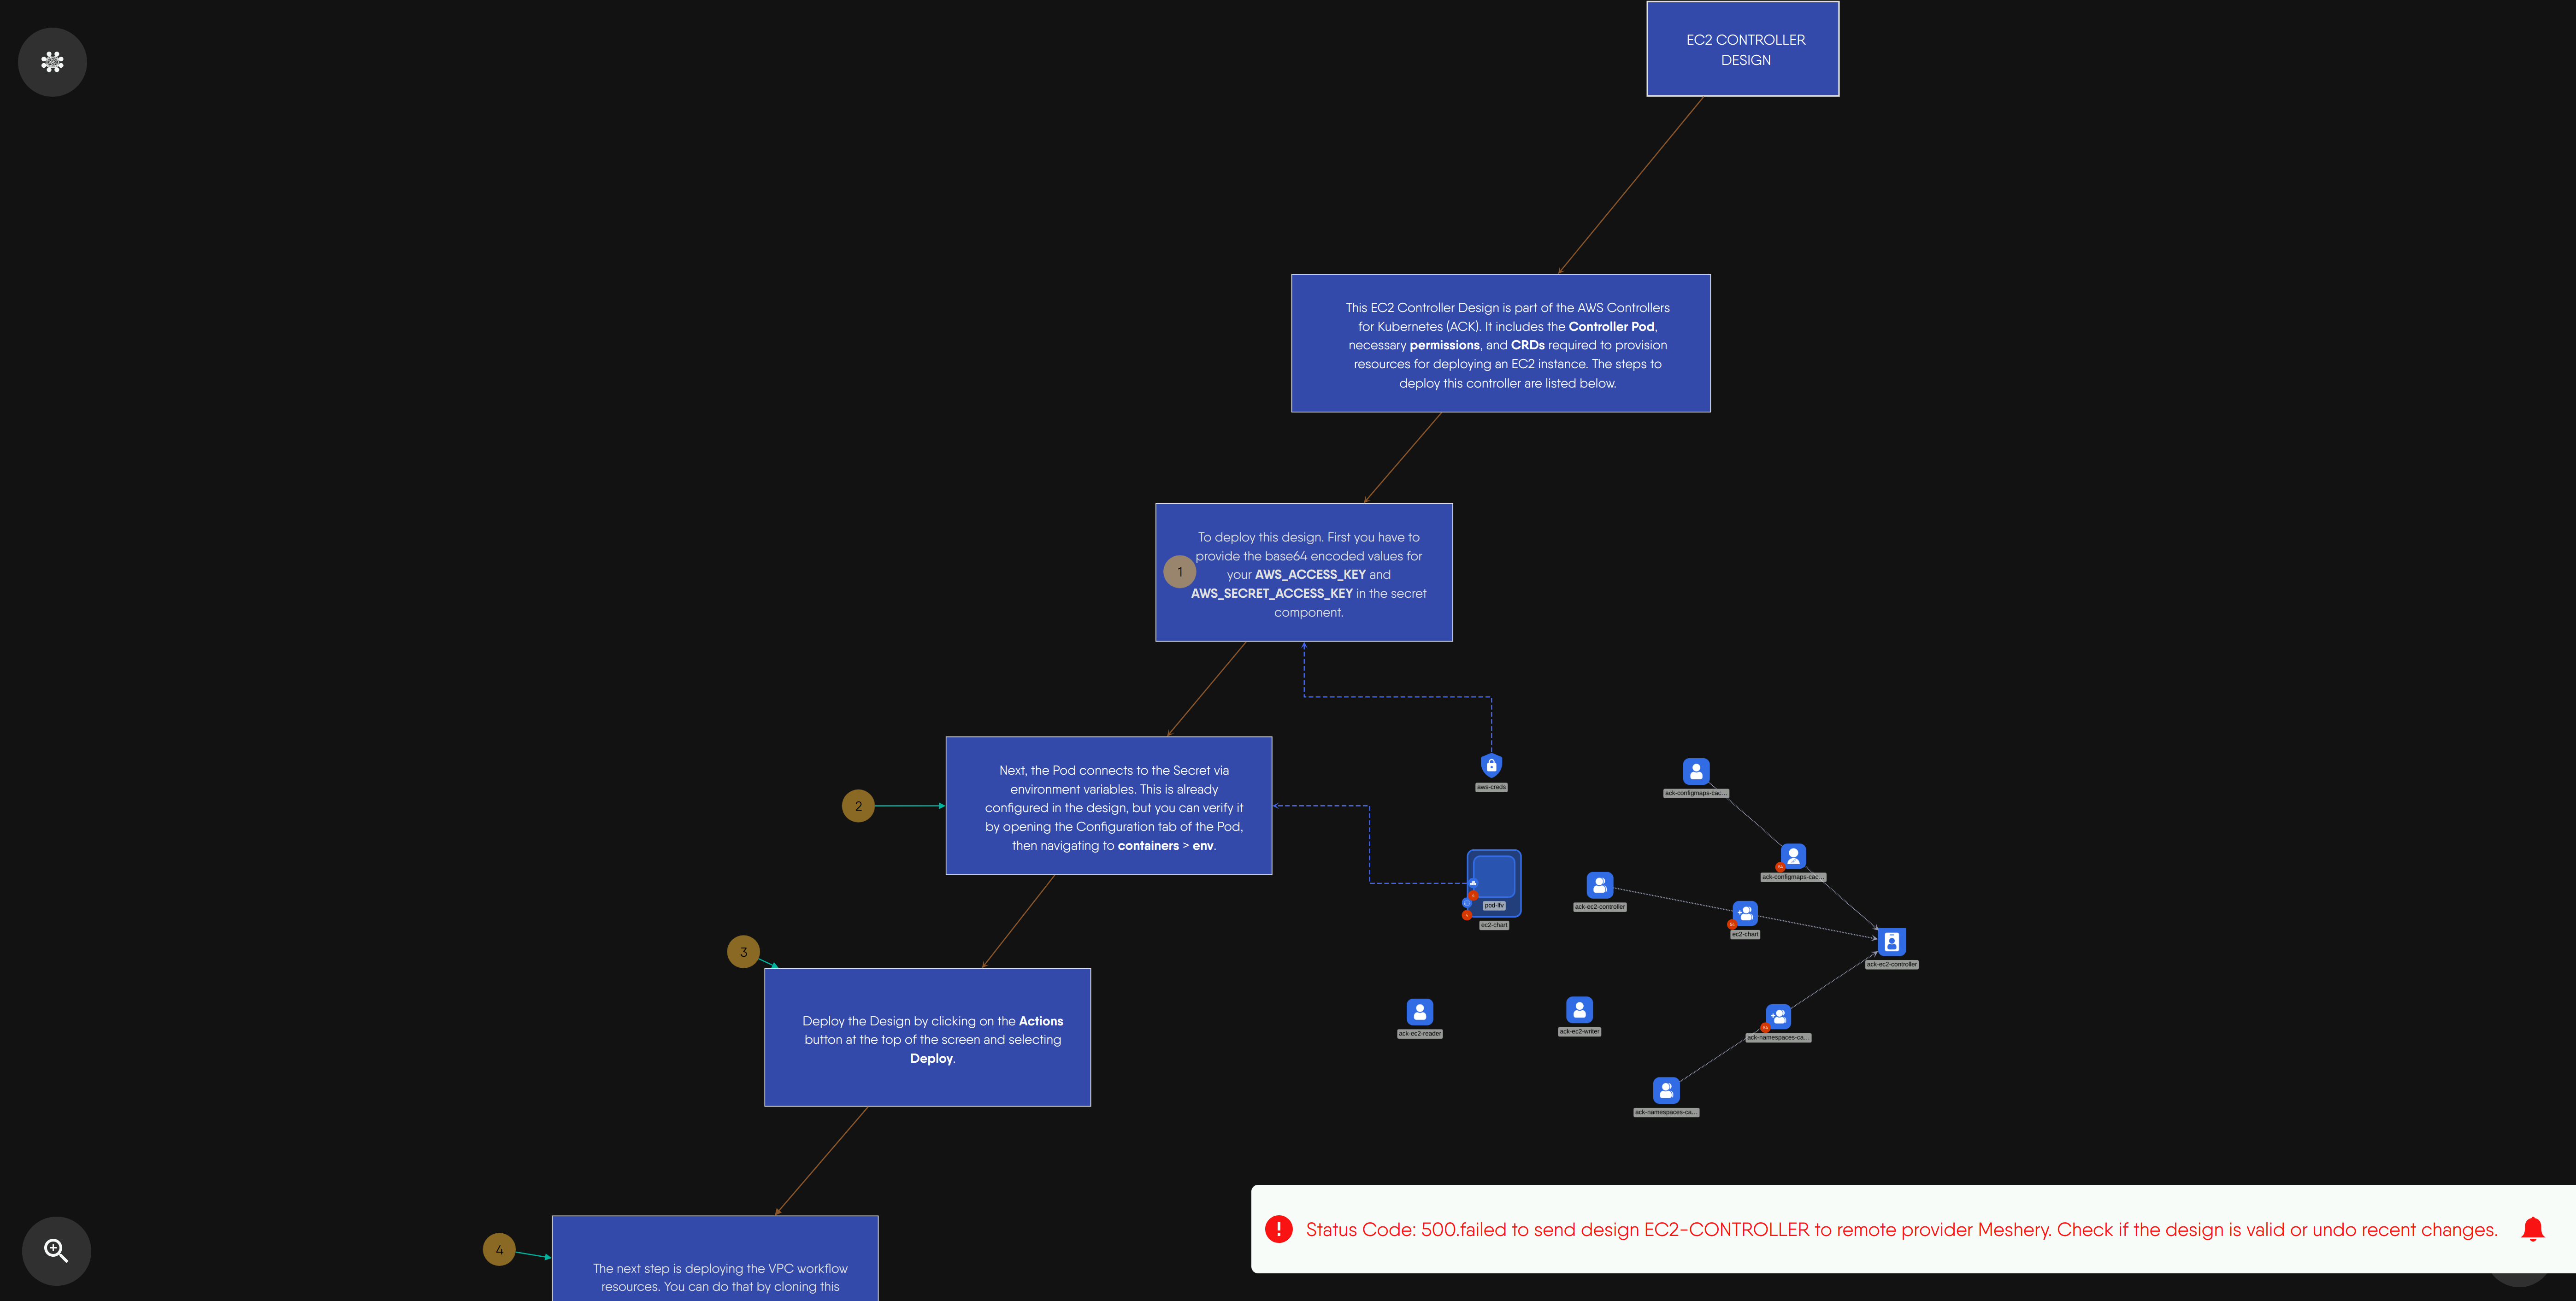 EC2 CONTROLLER
DESIGN
This EC2 Controller Design is part of the AWS Controllers
for Kubernetes (ACK). It includes the Controller Pod,
necessary permissions, and CRDs required to provision
resources for deploying an EC2 instance. The steps to
deploy this controller are listed below.
1
To deploy this design. First you have to
provide the base64 encoded values for
your AWS_ACCESS_KEY and
AWS_SECRET_ACCESS_KEY in the secret
component.
2
Next, the Pod connects to the Secret via
environment variables. This is already
configured in the design, but you can verify it
by opening the Configuration tab of the Pod,
then navigating to containers > env.
aws-creds
ack-configmaps-cac...
ack-configmaps-cac...
pod-lfv
ec2-chart
ack-ec2-controller
ec2-chart
ack-ec2-controller
3
Deploy the Design by clicking on the Actions
button at the top of the screen and selecting
Deploy.
ack-ec2-reader
ack-ec2-writer
ack-namespaces-ca...
ack-namespaces-ca...
4
The next step is deploying the VPC workflow
resources. You can do that by cloning this
Status Code: 500.failed to send design EC2-CONTROLLER to remote provider Meshery. Check if the design is valid or undo recent changes.